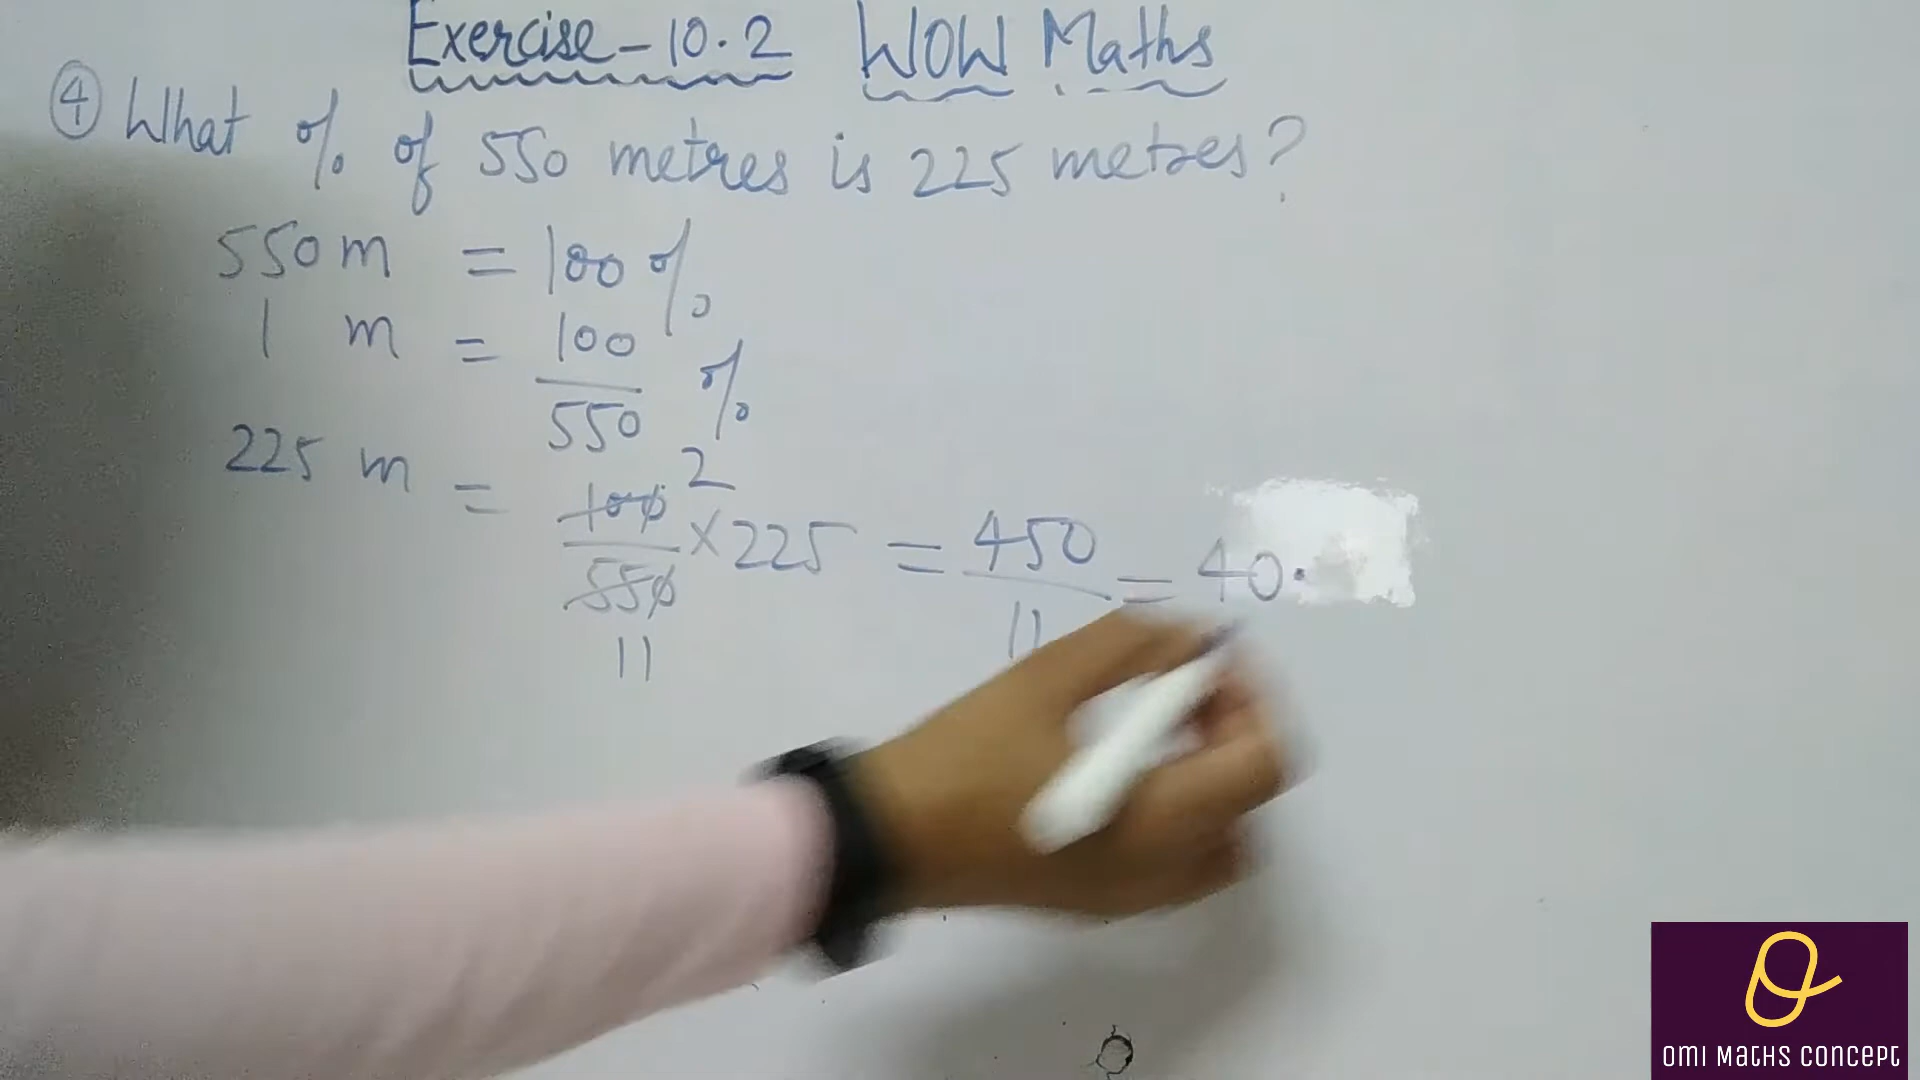 Exercise-10.2 WOW Maths
④ What % of 550 metres is 225 metres?
550 m = 100%
1 m = 100/550 %
225 m = 100/550 2/11 × 225 = 450/11 = 40.
OMI MATHS CONCEPT